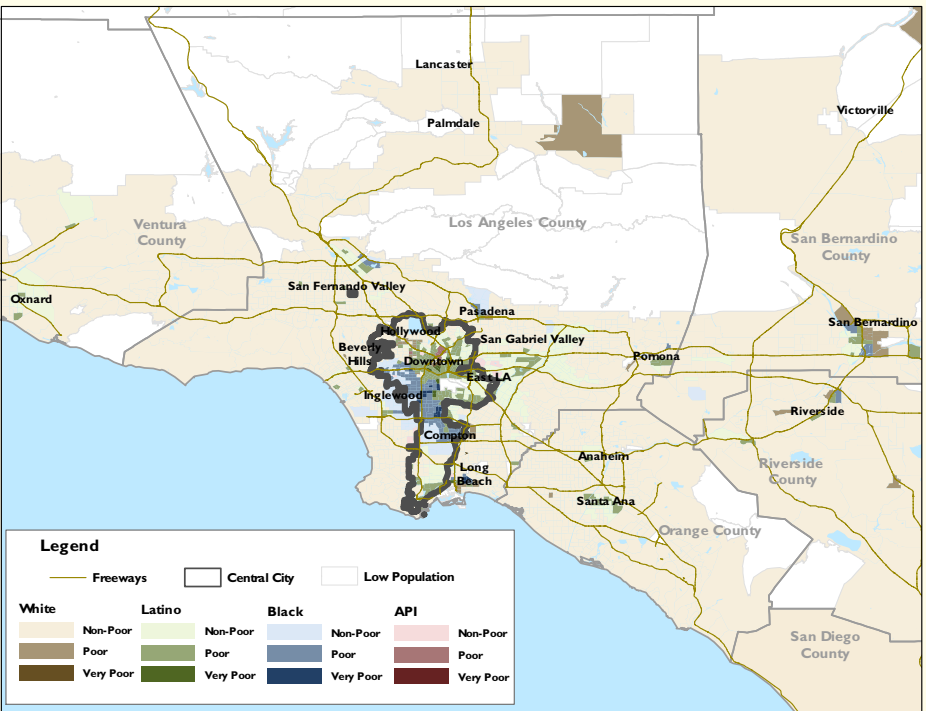 Lancaster
Palmdale
Victorville
Los Angeles County
Ventura
County
San Bernardino
County
Oxnard
San Fernando Valley
Pasadena
Hollywood
San Gabriel Valley
San Bernardino
Beverly
Hills
Downtown
Pomona
East LA
Inglewood
Riverside
Compton
Anaheim
Long
Beach
Riverside
County
Santa Ana
Orange County
San Diego
County
Legend
Freeways
Central City
Low Population
White
Latino
Black
API
Non-Poor
Non-Poor
Non-Poor
Non-Poor
Poor
Poor
Poor
Poor
Very Poor
Very Poor
Very Poor
Very Poor